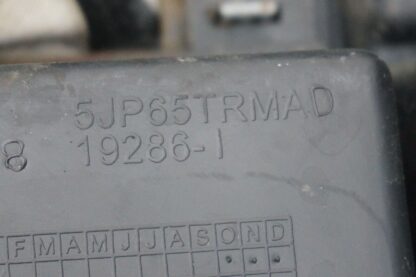 5JP65TRMAD
8 19286-1
F M A M J J A S O N D